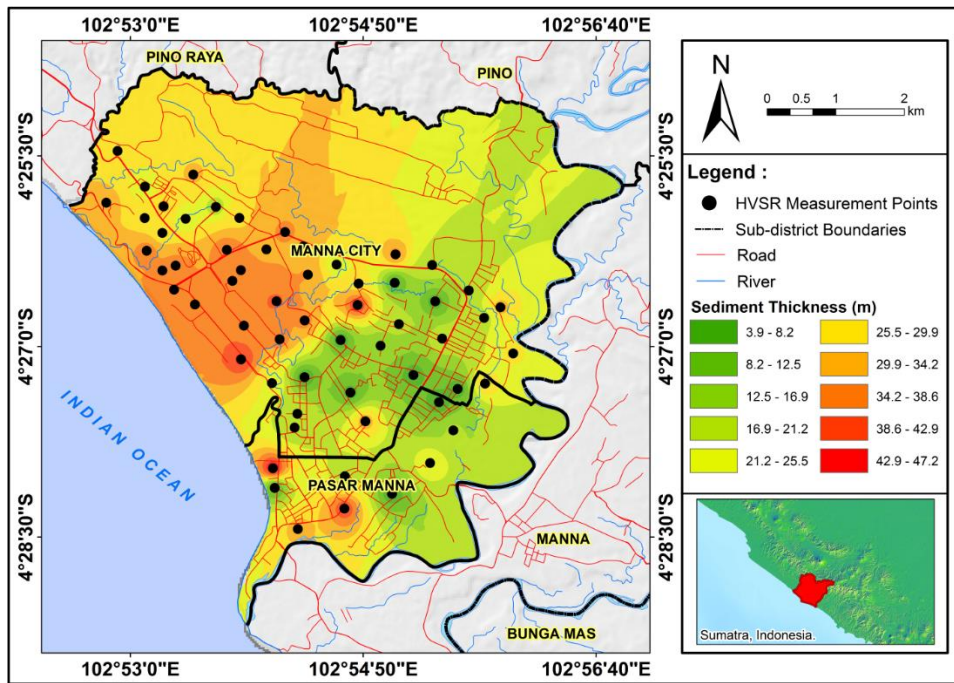 102°53'0"E 102°54'50"E 102°56'40"E
PINO RAYA
PINO
4°25'30"S
4°25'30"S
MANNA CITY
4°27'0"S
4°27'0"S
INDIAN OCEAN
PASAR MANNA
4°28'30"S
4°28'30"S
MANNA
BUNGA MAS
102°53'0"E 102°54'50"E 102°56'40"E
N
0 0.5 1 2
km
Legend :
HVSR Measurement Points
Sub-district Boundaries
Road
River
Sediment Thickness (m)
3.9 - 8.2 25.5 - 29.9
8.2 - 12.5 29.9 - 34.2
12.5 - 16.9 34.2 - 38.6
16.9 - 21.2 38.6 - 42.9
21.2 - 25.5 42.9 - 47.2
Sumatra, Indonesia.